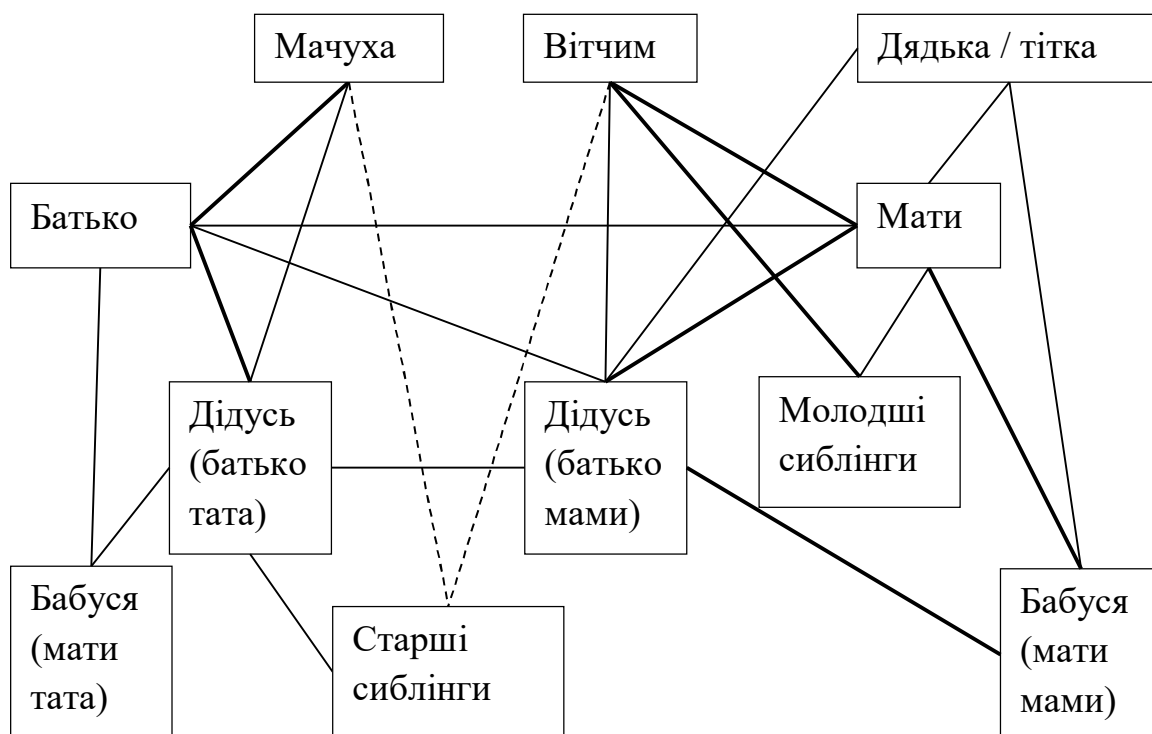 Мачуха
Вітчим
Дядька / тітка
Батько
Мати
Дідусь
(батько
тата)
Дідусь
(батько
мами)
Молодші
сиблінги
Бабуся
(мати
тата)
Старші
сиблінги
Бабуся
(мати
мами)